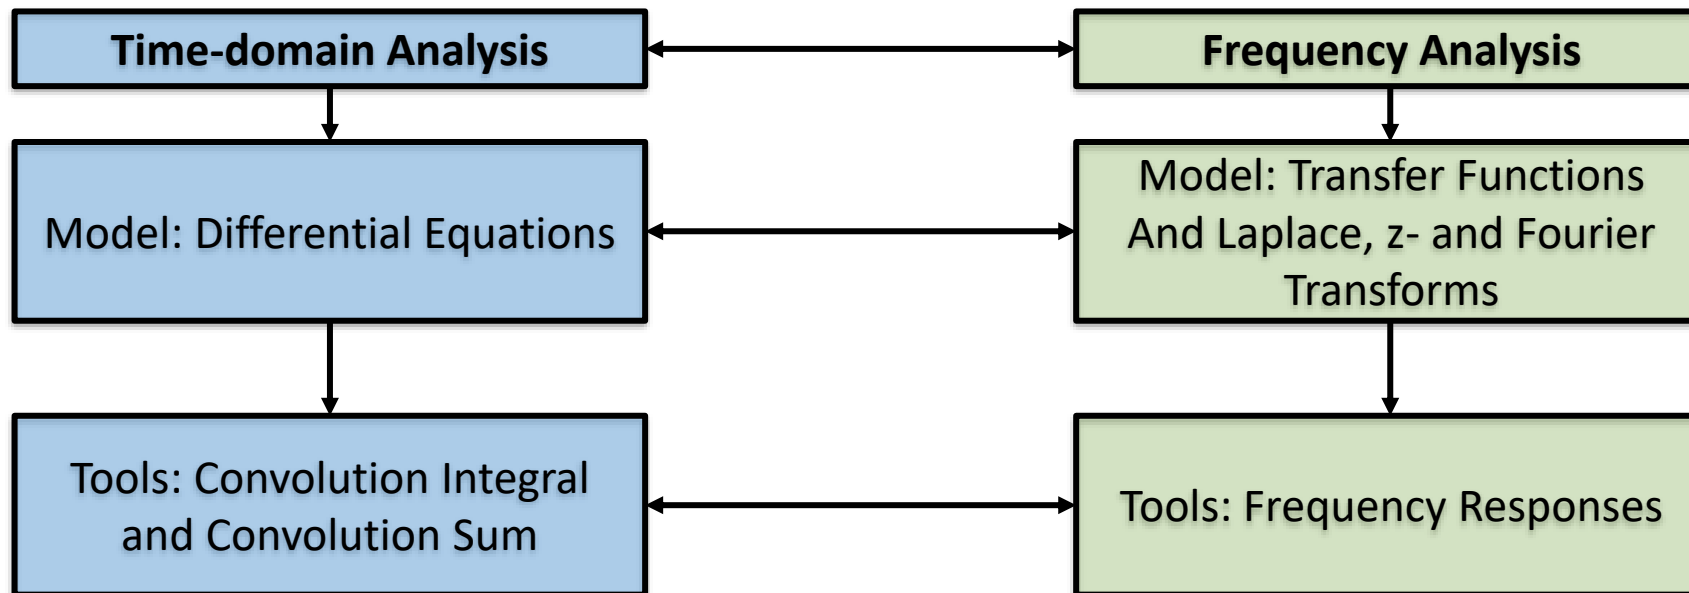 Time-domain Analysis
Frequency Analysis
Model: Differential Equations
Model: Transfer Functions
And Laplace, z- and Fourier
Transforms
Tools: Convolution Integral
and Convolution Sum
Tools: Frequency Responses